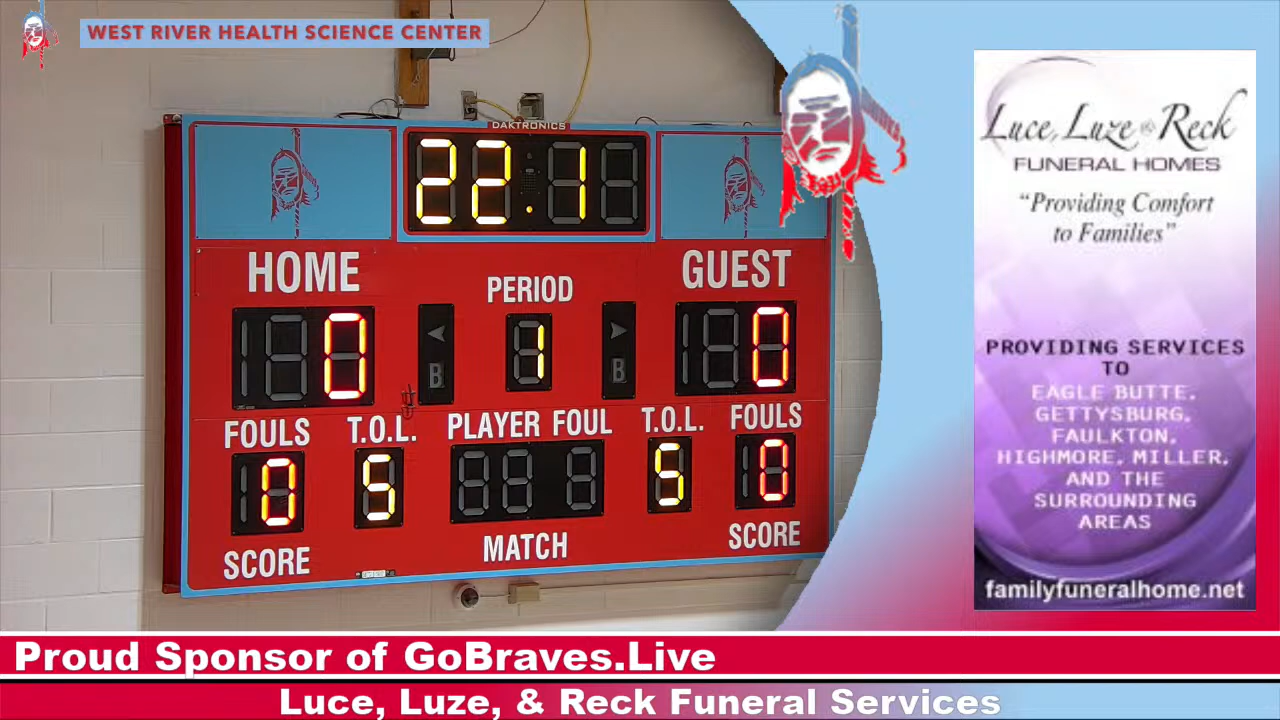 WEST RIVER HEALTH SCIENCE CENTER
DAKTRONICS
22.1
HOME
PERIOD
GUEST
0
1
0
B
B
FOULS
T.O.L.
PLAYER FOUL
T.O.L.
FOULS
0
5
5
0
SCORE
MATCH
SCORE
Luce, Luze & Reck
FUNERAL HOMES
“Providing Comfort
to Families”
PROVIDING SERVICES
TO
EAGLE BUTTE,
GETTYSBURG,
FAULKTON,
HIGHMORE, MILLER,
AND THE
SURROUNDING
AREAS
familyfuneralhome.net
Proud Sponsor of GoBraves.Live
Luce, Luze, & Reck Funeral Services